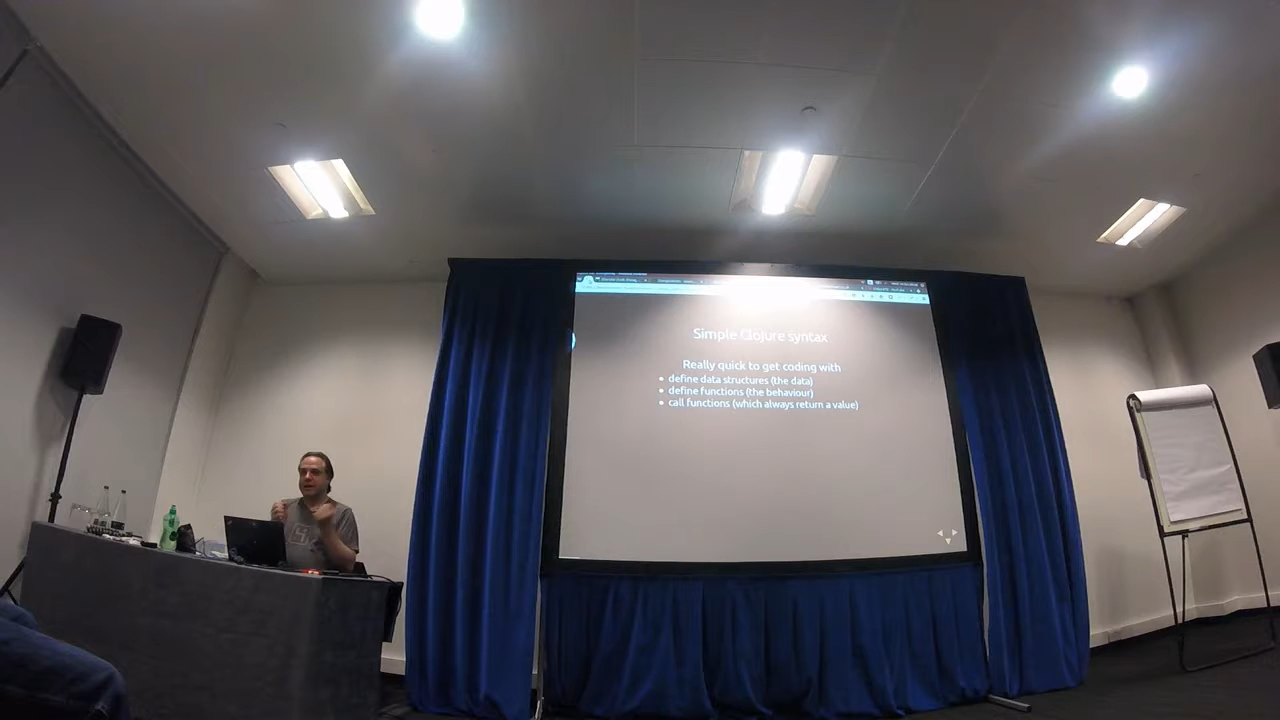 Simple Clojure syntax
Really quick to get coding with
• define data structures (the data)
• define functions (the behaviour)
• call functions (which always return a value)